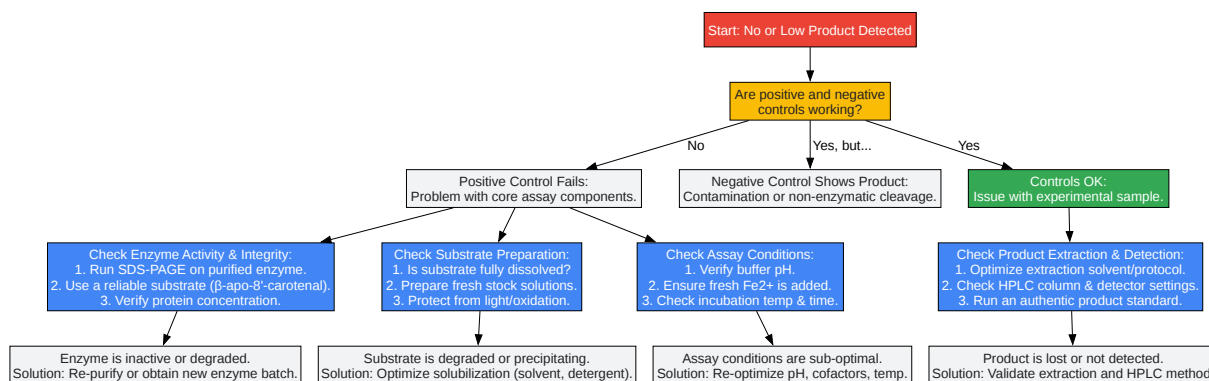 Start: No or Low Product Detected
Are positive and negative
controls working?
No
Yes, but...
Yes
Positive Control Fails:
Problem with core assay components.
Negative Control Shows Product:
Contamination or non-enzymatic cleavage.
Controls OK:
Issue with experimental sample.
Check Enzyme Activity & Integrity:
1. Run SDS-PAGE on purified enzyme.
2. Use a reliable substrate (β-apo-8'-carotenal).
3. Verify protein concentration.
Check Substrate Preparation:
1. Is substrate fully dissolved?
2. Prepare fresh stock solutions.
3. Protect from light/oxidation.
Check Assay Conditions:
1. Verify buffer pH.
2. Ensure fresh Fe2+ is added.
3. Check incubation temp & time.
Check Product Extraction & Detection:
1. Optimize extraction solvent/protocol.
2. Check HPLC column & detector settings.
3. Run an authentic product standard.
Enzyme is inactive or degraded.
Solution: Re-purify or obtain new enzyme batch.
Substrate is degraded or precipitating.
Solution: Optimize solubilization (solvent, detergent).
Assay conditions are sub-optimal.
Solution: Re-optimize pH, cofactors, temp.
Product is lost or not detected.
Solution: Validate extraction and HPLC method